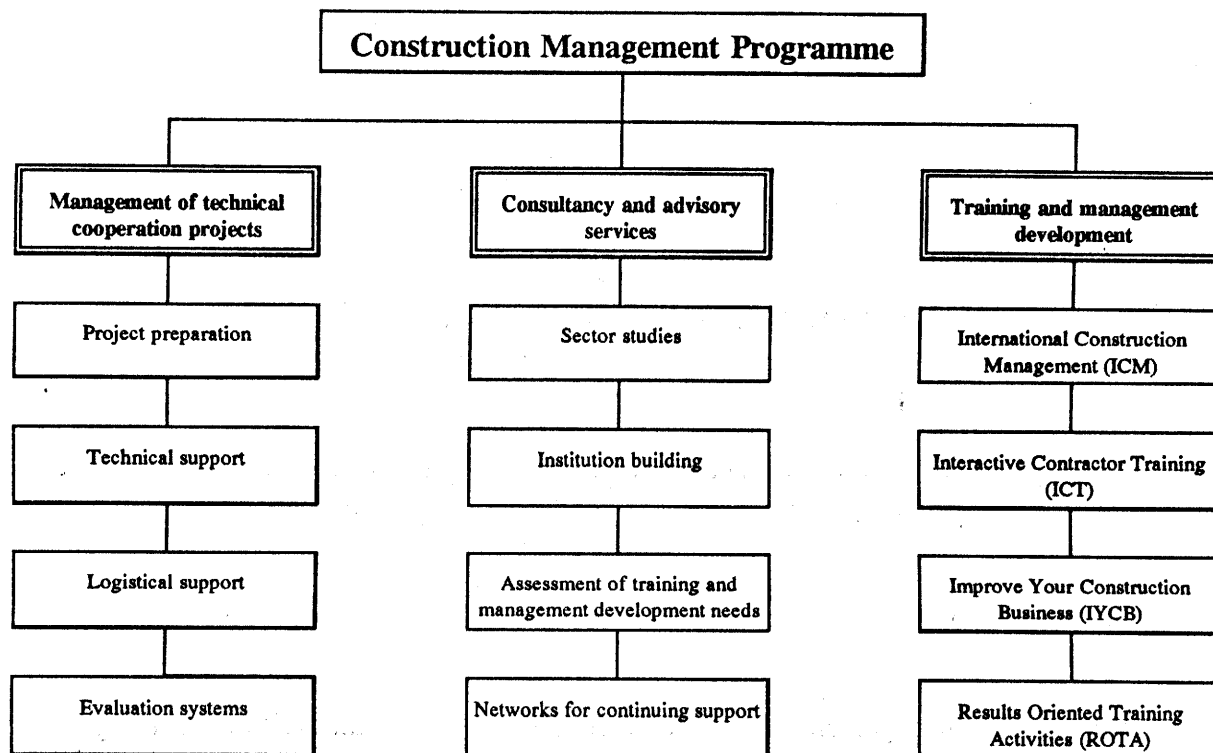 Construction Management Programme
Management of technical
cooperation projects
Consultancy and advisory
services
Training and management
development
Project preparation
Sector studies
International Construction
Management (ICM)
Technical support
Institution building
Interactive Contractor Training
(ICT)
Logistical support
Assessment of training and
management development needs
Improve Your Construction
Business (IYCB)
Evaluation systems
Networks for continuing support
Results Oriented Training
Activities (ROTA)